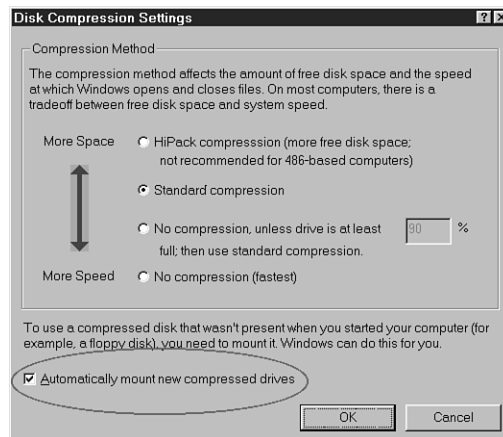 Disk Compression Settings
Compression Method
The compression method affects the amount of free disk space and the speed
at which Windows opens and closes files. On most computers, there is a
tradeoff between free disk space and system speed.
More Space
HiPack compresssion (more free disk space;
not recommended for 486-based computers)
Standard compression
No compression, unless drive is at least 90 %
full; then use standard compression.
More Speed
No compression (fastest)
To use a compressed disk that wasn't present when you started your computer (for
example, a floppy disk), you need to mount it. Windows can do this for you.
Automatically mount new compressed drives
OK
Cancel